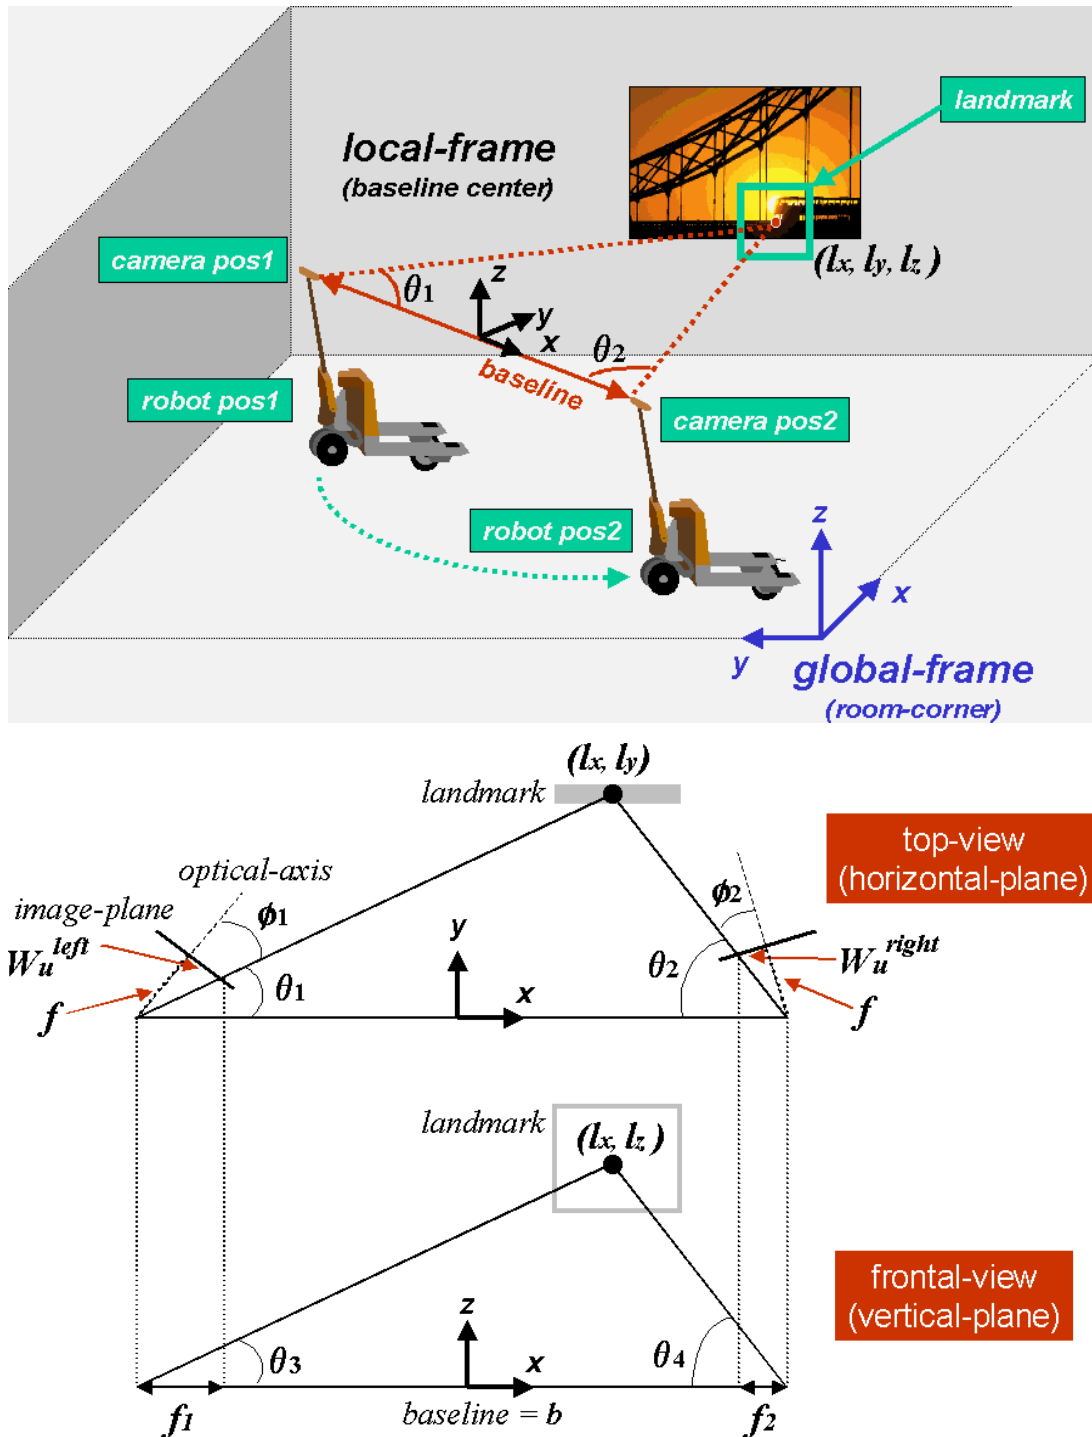 landmark
local-frame
(baseline center)
camera pos1
(lx, ly, lz)
θ1
z
y
x
θ2
baseline
robot pos1
camera pos2
robot pos2
z
x
y
global-frame
(room-corner)
(lx, ly)
landmark
top-view
(horizontal-plane)
optical-axis
ϕ1
ϕ2
image-plane
Wu left
y
θ1
θ2
Wu right
f
x
f
landmark
(lx, lz)
frontal-view
(vertical-plane)
z
θ3
x
θ4
f1
baseline = b
f2